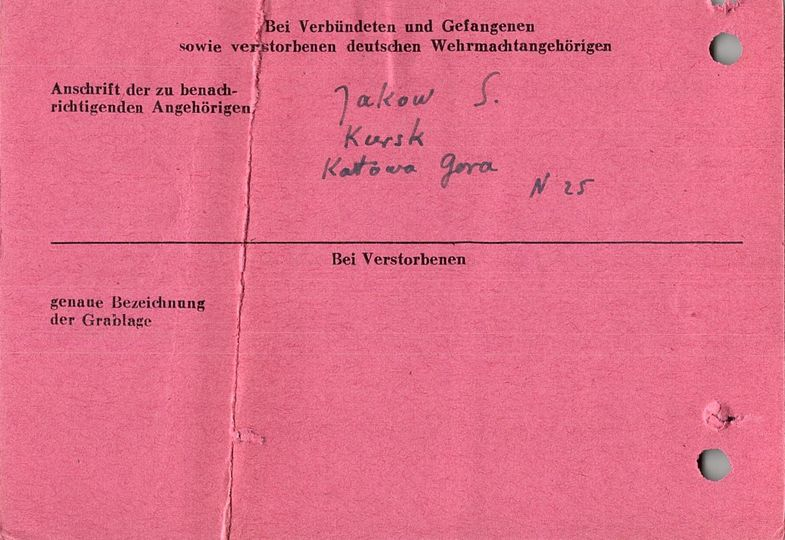 Bei Verbündeten und Gefangenen
sowie verstorbenen deutschen Wehrmachtangehörigen
Anschrift der zu benach-
richtigenden Angehörigen
Jakow S.
Kursk
Katowa Gora
N 25
Bei Verstorbenen
genaue Bezeichnung
der Grablage